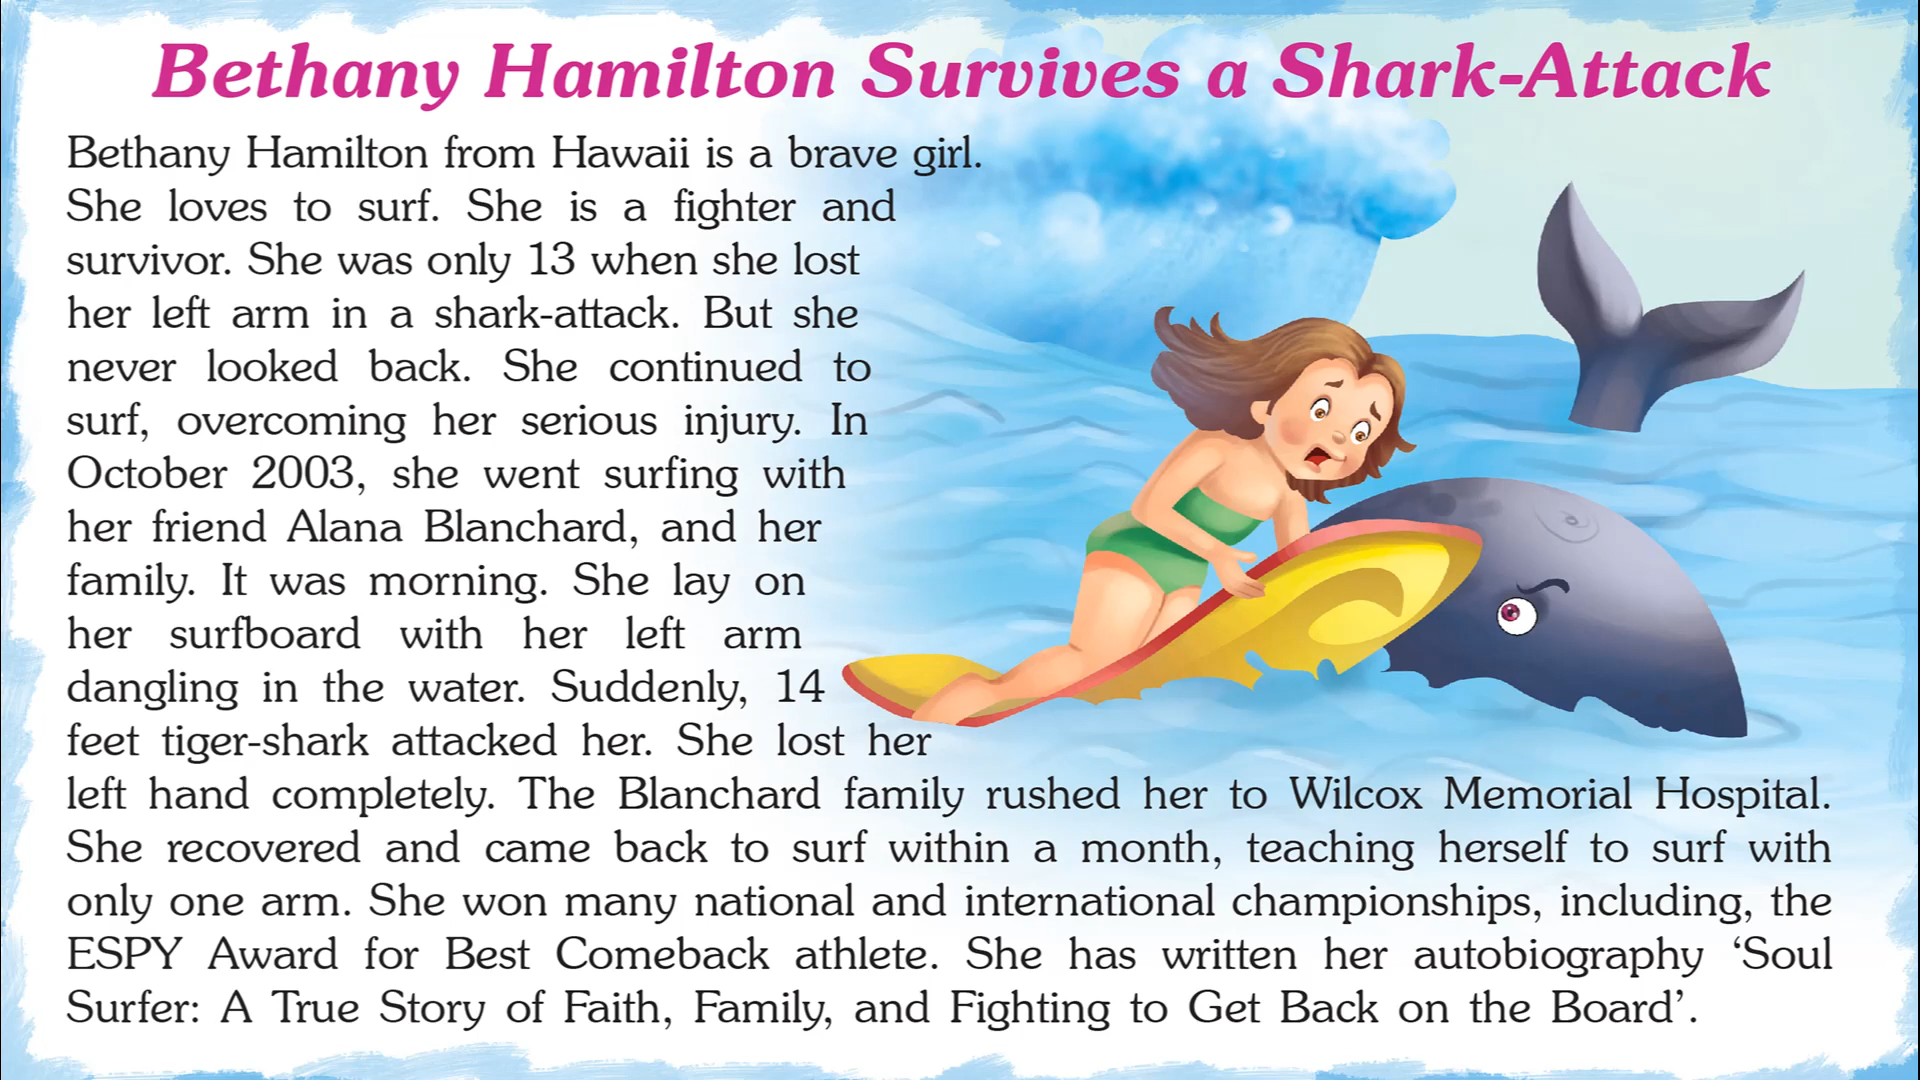 Bethany Hamilton Survives a Shark-Attack
Bethany Hamilton from Hawaii is a brave girl.
She loves to surf. She is a fighter and
survivor. She was only 13 when she lost
her left arm in a shark-attack. But she
never looked back. She continued to
surf, overcoming her serious injury. In
October 2003, she went surfing with
her friend Alana Blanchard, and her
family. It was morning. She lay on
her surfboard with her left arm
dangling in the water. Suddenly, 14
feet tiger-shark attacked her. She lost her
left hand completely. The Blanchard family rushed her to Wilcox Memorial Hospital.
She recovered and came back to surf within a month, teaching herself to surf with
only one arm. She won many national and international championships, including, the
ESPY Award for Best Comeback athlete. She has written her autobiography ‘Soul
Surfer: A True Story of Faith, Family, and Fighting to Get Back on the Board’.